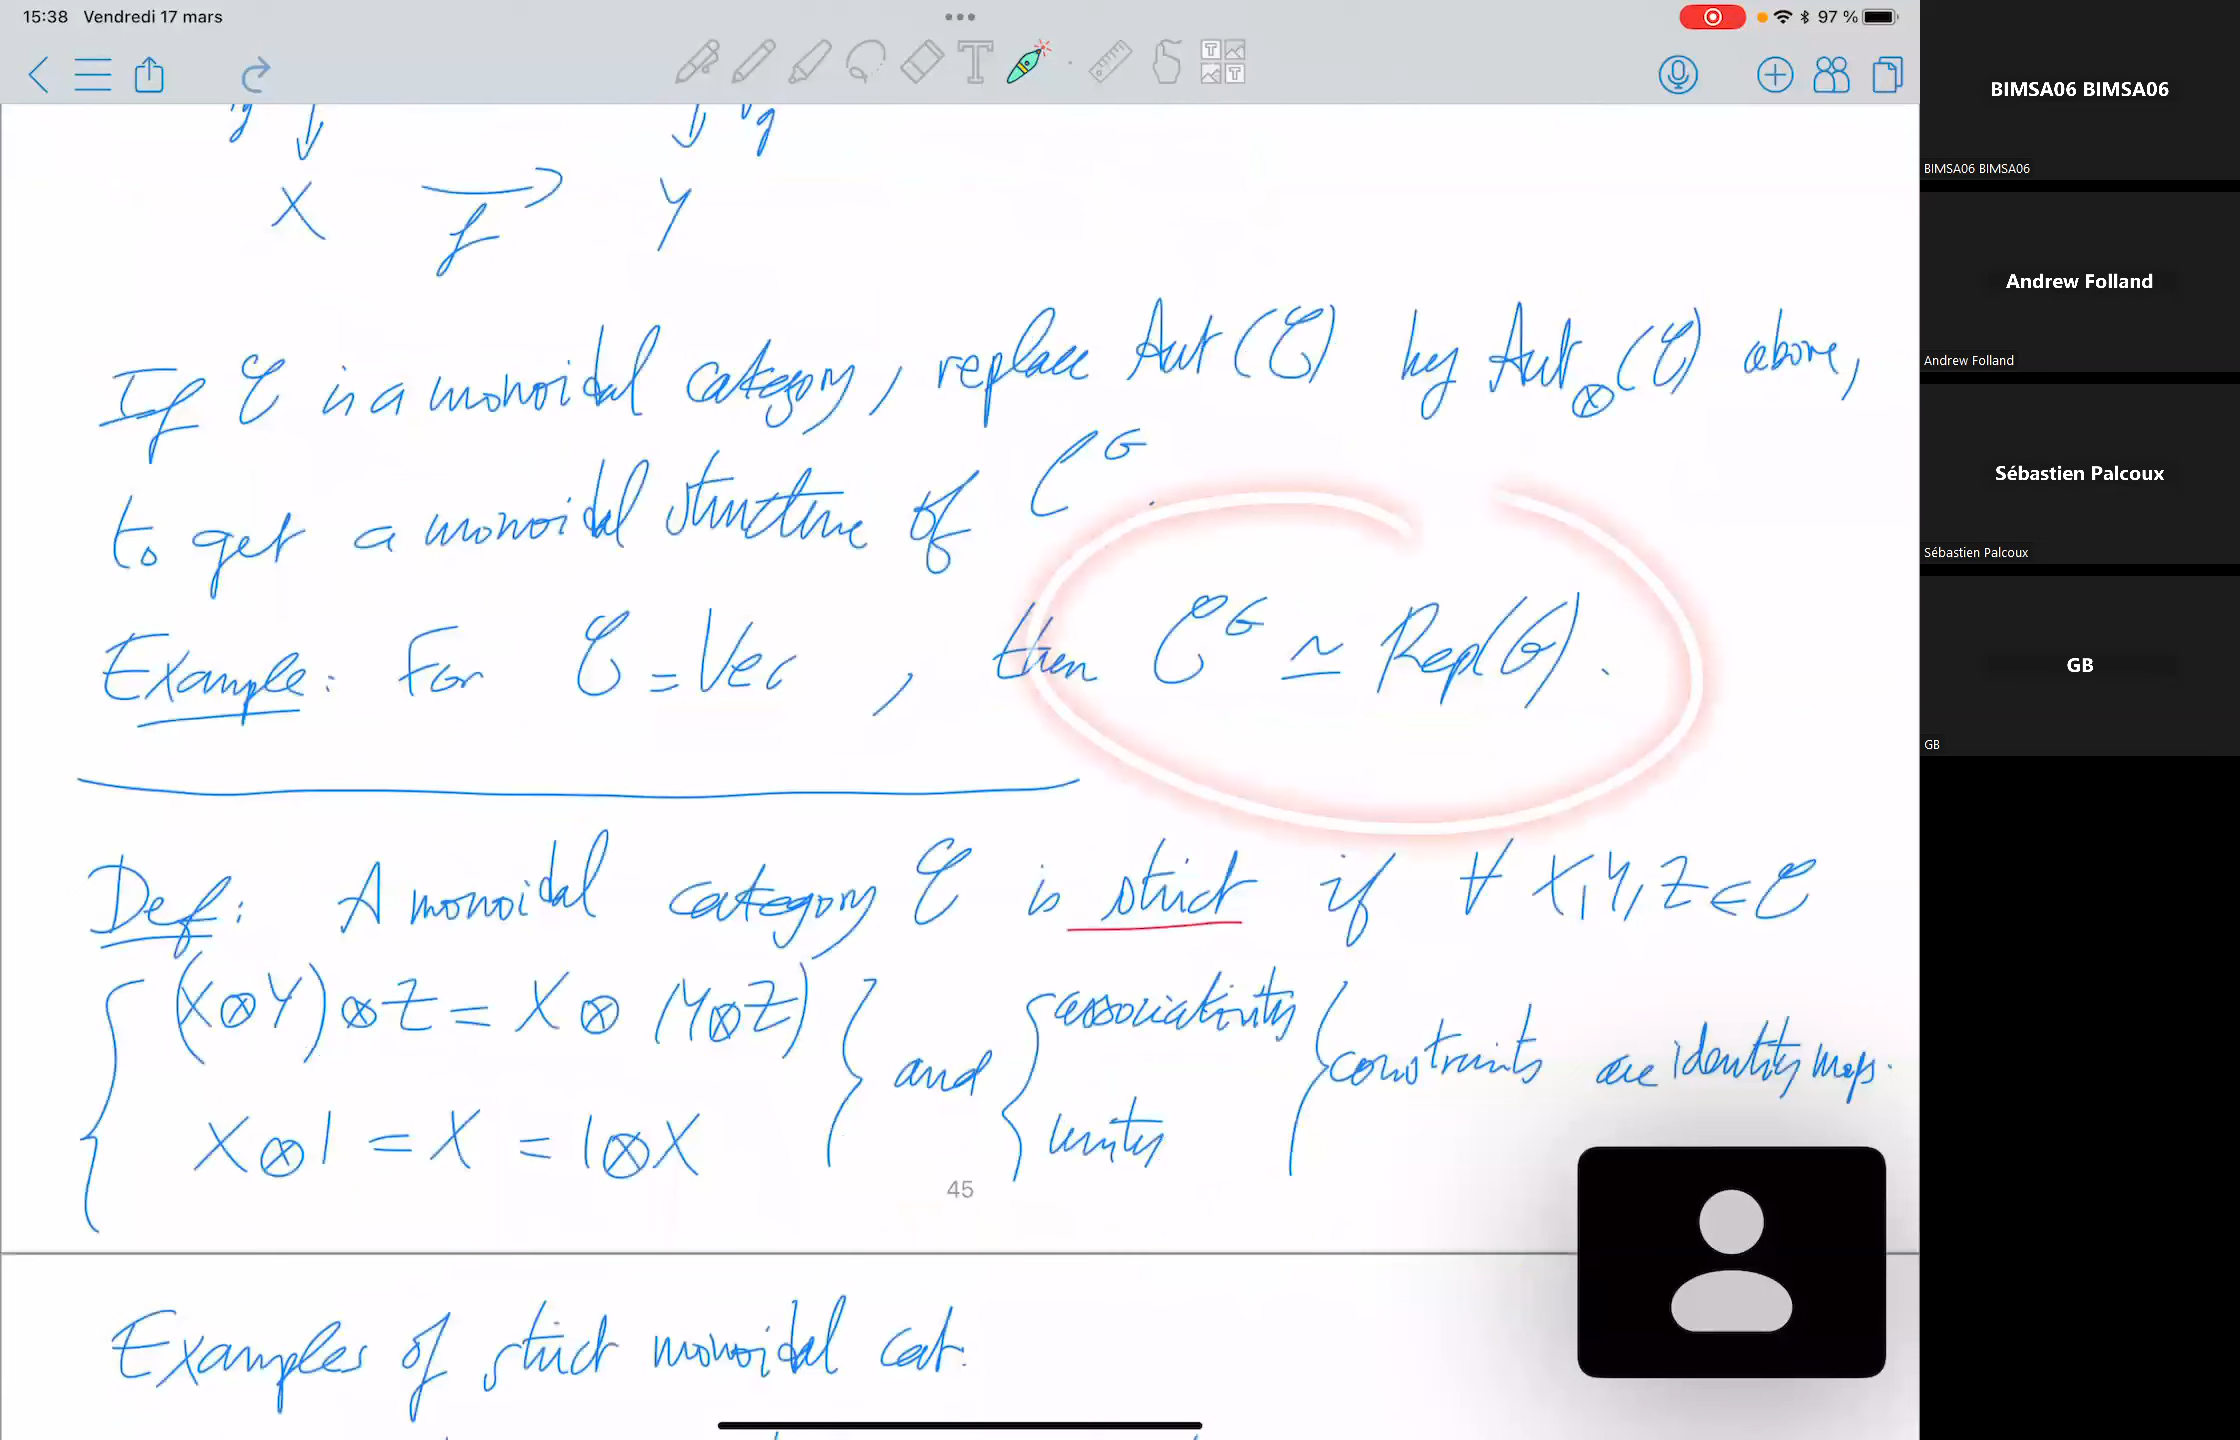 15:38 Vendredi 17 mars
97 %
X f Y
If 𝒞 is a monoidal category, replace Aut(𝒞) by Aut⊗(𝒞) above,
to get a monoidal structure of 𝒞^G.
Example: For 𝒞 = Vec, then 𝒞^G ≃ Rep(G).
Def: A monoidal category 𝒞 is strict if ∀ X, Y, Z ∈ 𝒞
{ (X⊗Y)⊗Z = X⊗(Y⊗Z) } and { associativity } constraints are identity maps.
X⊗1 = X = 1⊗X unity
45
Examples of strict monoidal cat.
BIMSA06 BIMSA06
BIMSA06 BIMSA06
Andrew Folland
Andrew Folland
Sébastien Palcoux
Sébastien Palcoux
GB
GB